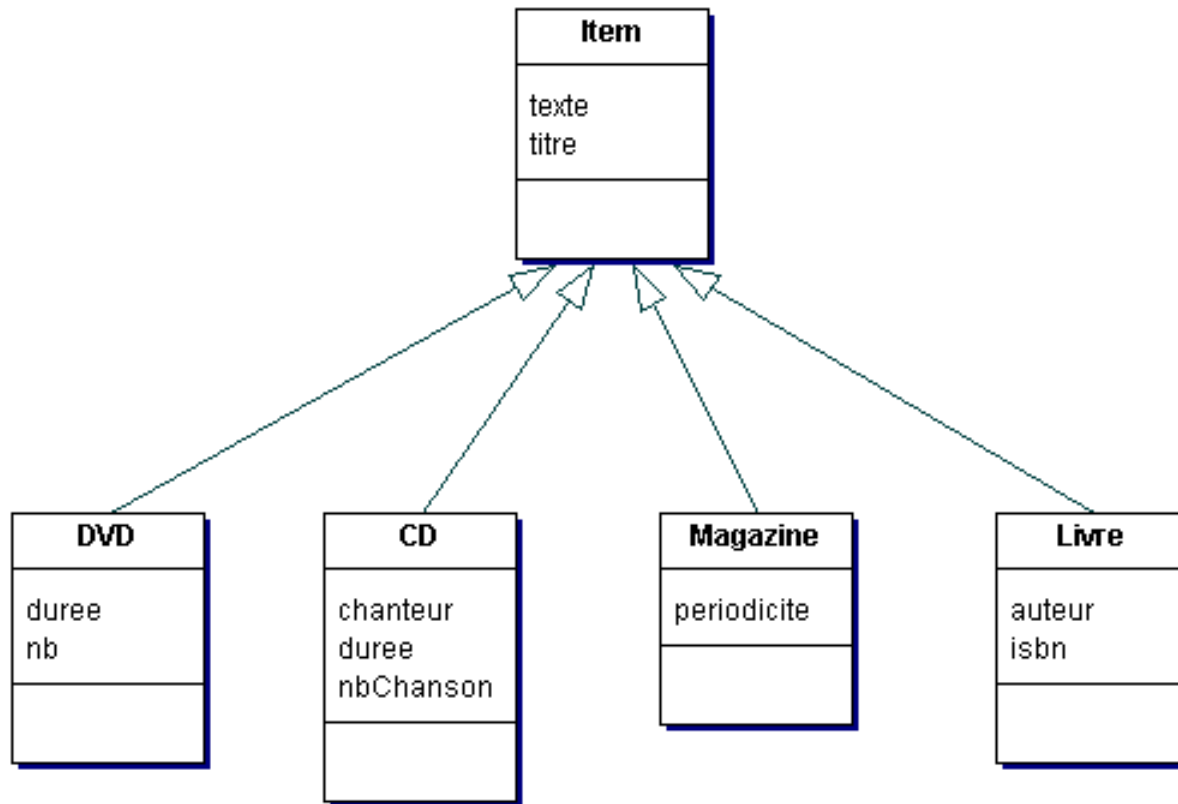 Item
texte
titre
DVD
duree
nb
CD
chanteur
duree
nbChanson
Magazine
periodicite
Livre
auteur
isbn